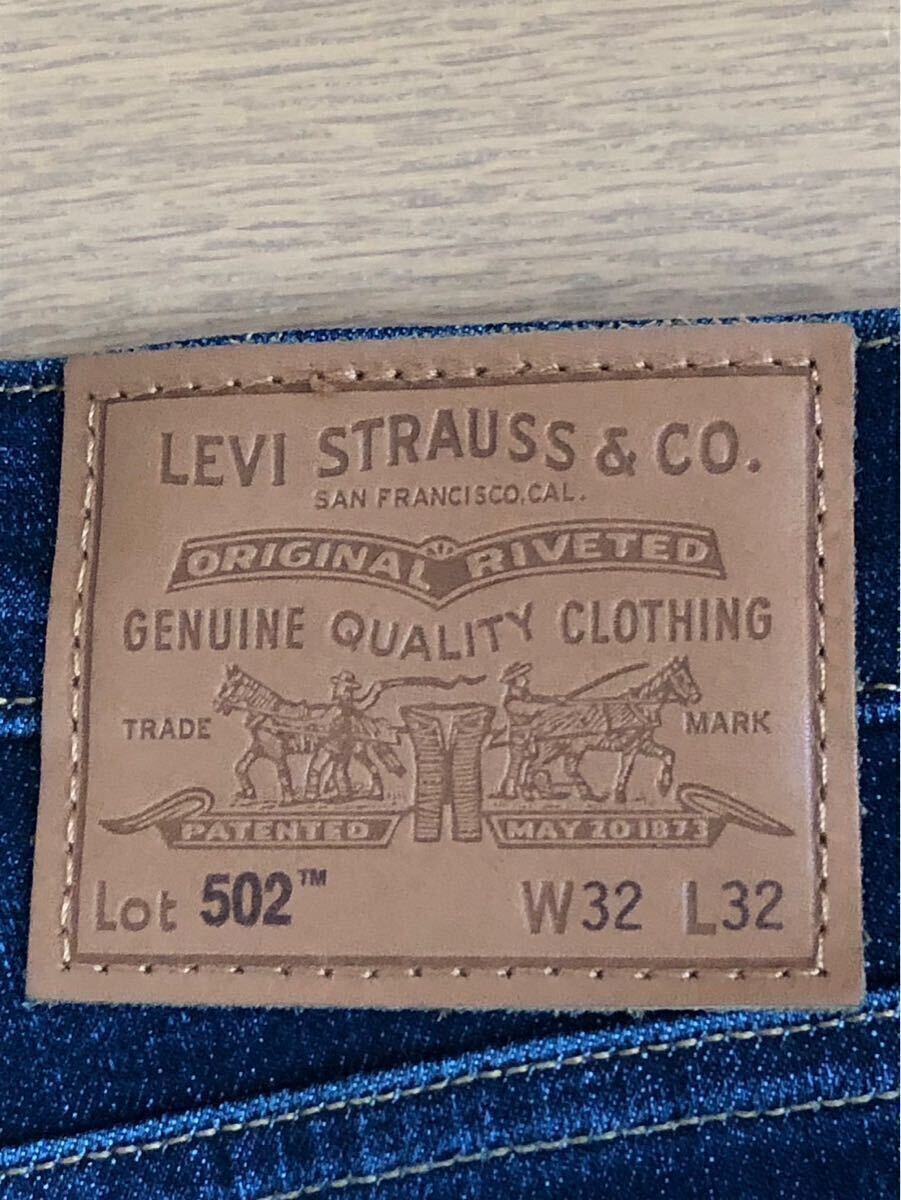 LEVI STRAUSS & CO.
SAN FRANCISCO, CAL.
ORIGINAL RIVETED
GENUINE QUALITY CLOTHING
TRADE MARK
PATENTED MAY 20 1873
Lot 502™ W32 L32